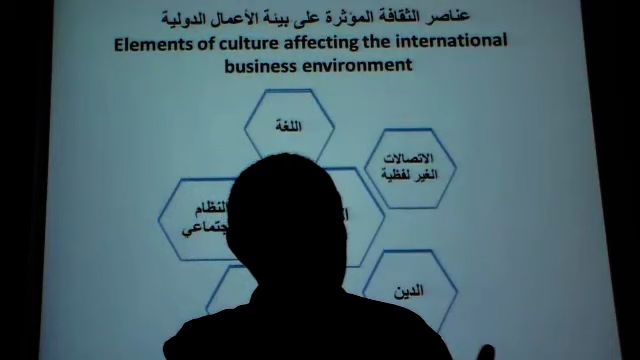 عناصر الثقافة المؤثرة على بيئة الأعمال الدولية
Elements of culture affecting the international
business environment
اللغة
الاتصالات
الغير لفظية
النظام
الدين